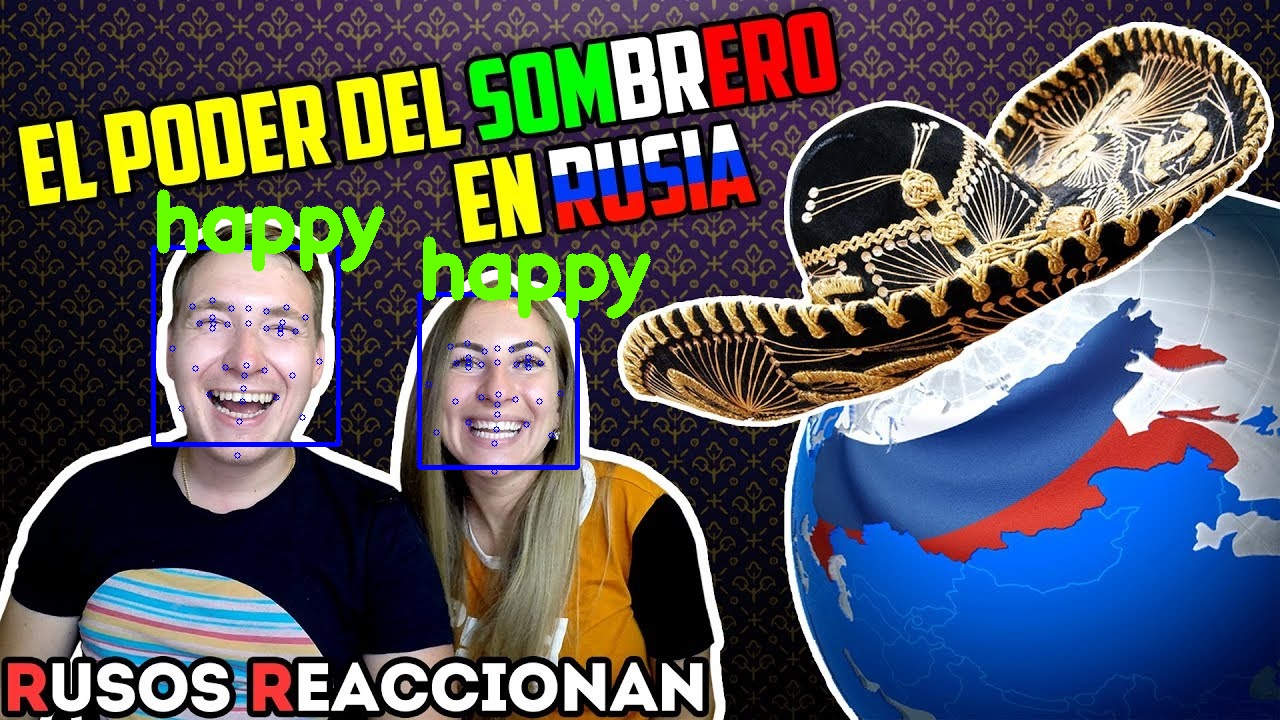 EL PODER DEL SOMBRERO
EN RUSIA
happy
happy
RUSOS REACCIONAN